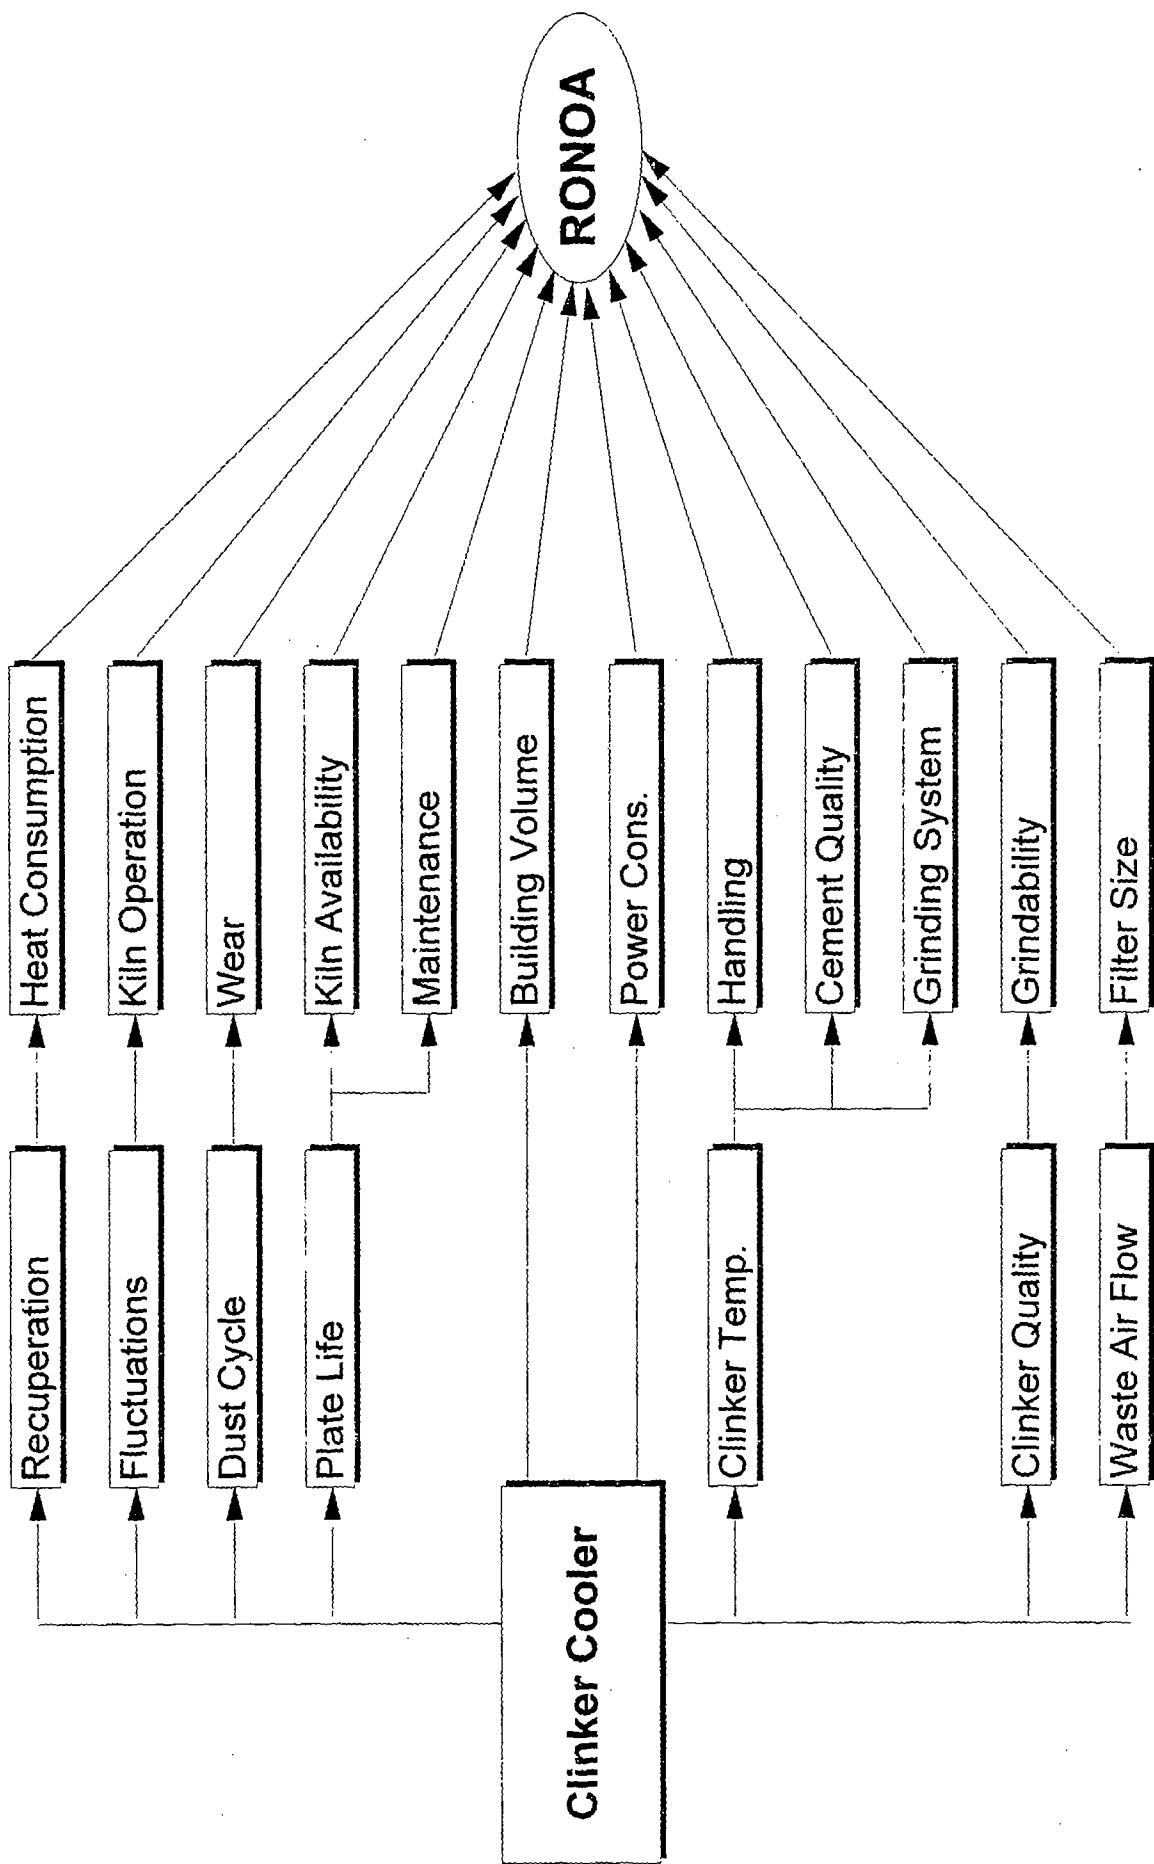 Clinker Cooler
Recuperation
Fluctuations
Dust Cycle
Plate Life
Clinker Temp.
Clinker Quality
Waste Air Flow
Heat Consumption
Kiln Operation
Wear
Kiln Availability
Maintenance
Building Volume
Power Cons.
Handling
Cement Quality
Grinding System
Grindability
Filter Size
RONOA